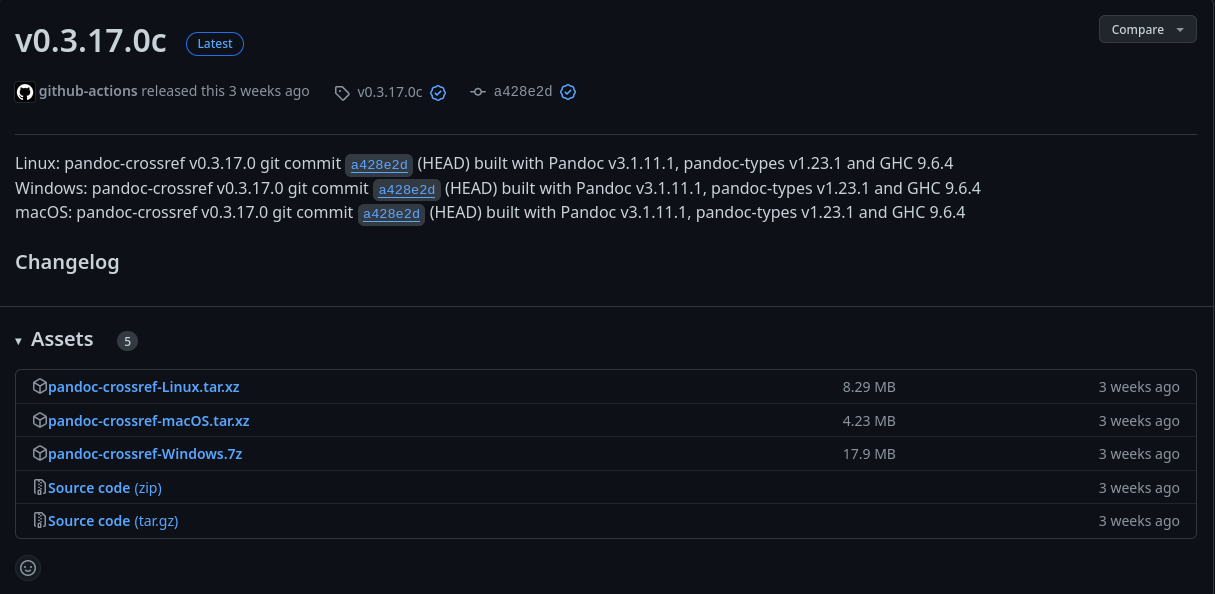 v0.3.17.0c Latest Compare
github-actions released this 3 weeks ago v0.3.17.0c a428e2d
Linux: pandoc-crossref v0.3.17.0 git commit a428e2d (HEAD) built with Pandoc v3.1.11.1, pandoc-types v1.23.1 and GHC 9.6.4
Windows: pandoc-crossref v0.3.17.0 git commit a428e2d (HEAD) built with Pandoc v3.1.11.1, pandoc-types v1.23.1 and GHC 9.6.4
macOS: pandoc-crossref v0.3.17.0 git commit a428e2d (HEAD) built with Pandoc v3.1.11.1, pandoc-types v1.23.1 and GHC 9.6.4
Changelog
Assets 5
pandoc-crossref-Linux.tar.xz 8.29 MB 3 weeks ago
pandoc-crossref-macOS.tar.xz 4.23 MB 3 weeks ago
pandoc-crossref-Windows.7z 17.9 MB 3 weeks ago
Source code (zip) 3 weeks ago
Source code (tar.gz) 3 weeks ago